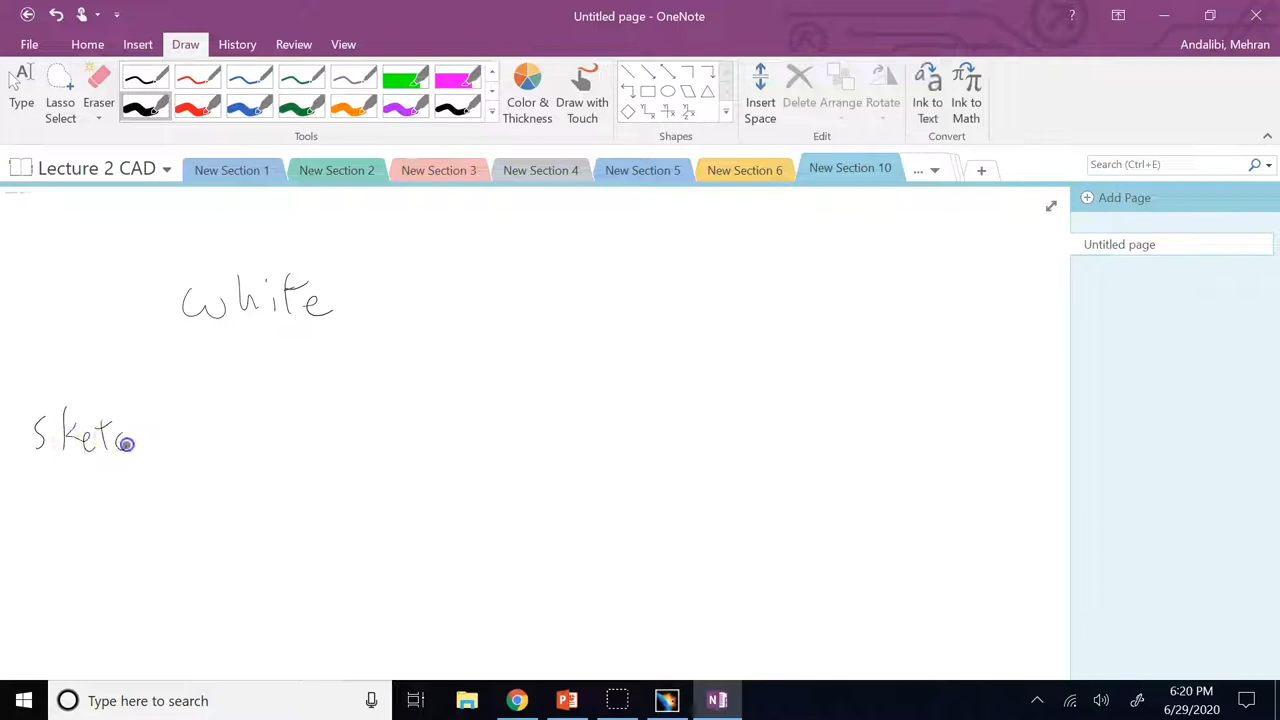 Untitled page - OneNote
?
File Home Insert Draw History Review View
Andalibi, Mehran
Type Lasso Select Eraser
Color & Thickness
Draw with Touch
Insert Space
Delete Arrange Rotate
Ink to Text
Ink to Math
Tools Shapes Edit Convert
Lecture 2 CAD New Section 1 New Section 2 New Section 3 New Section 4 New Section 5 New Section 6 New Section 10 ... Search (Ctrl+E)
Add Page
Untitled page
white
sketc
Type here to search
6:20 PM
6/29/2020